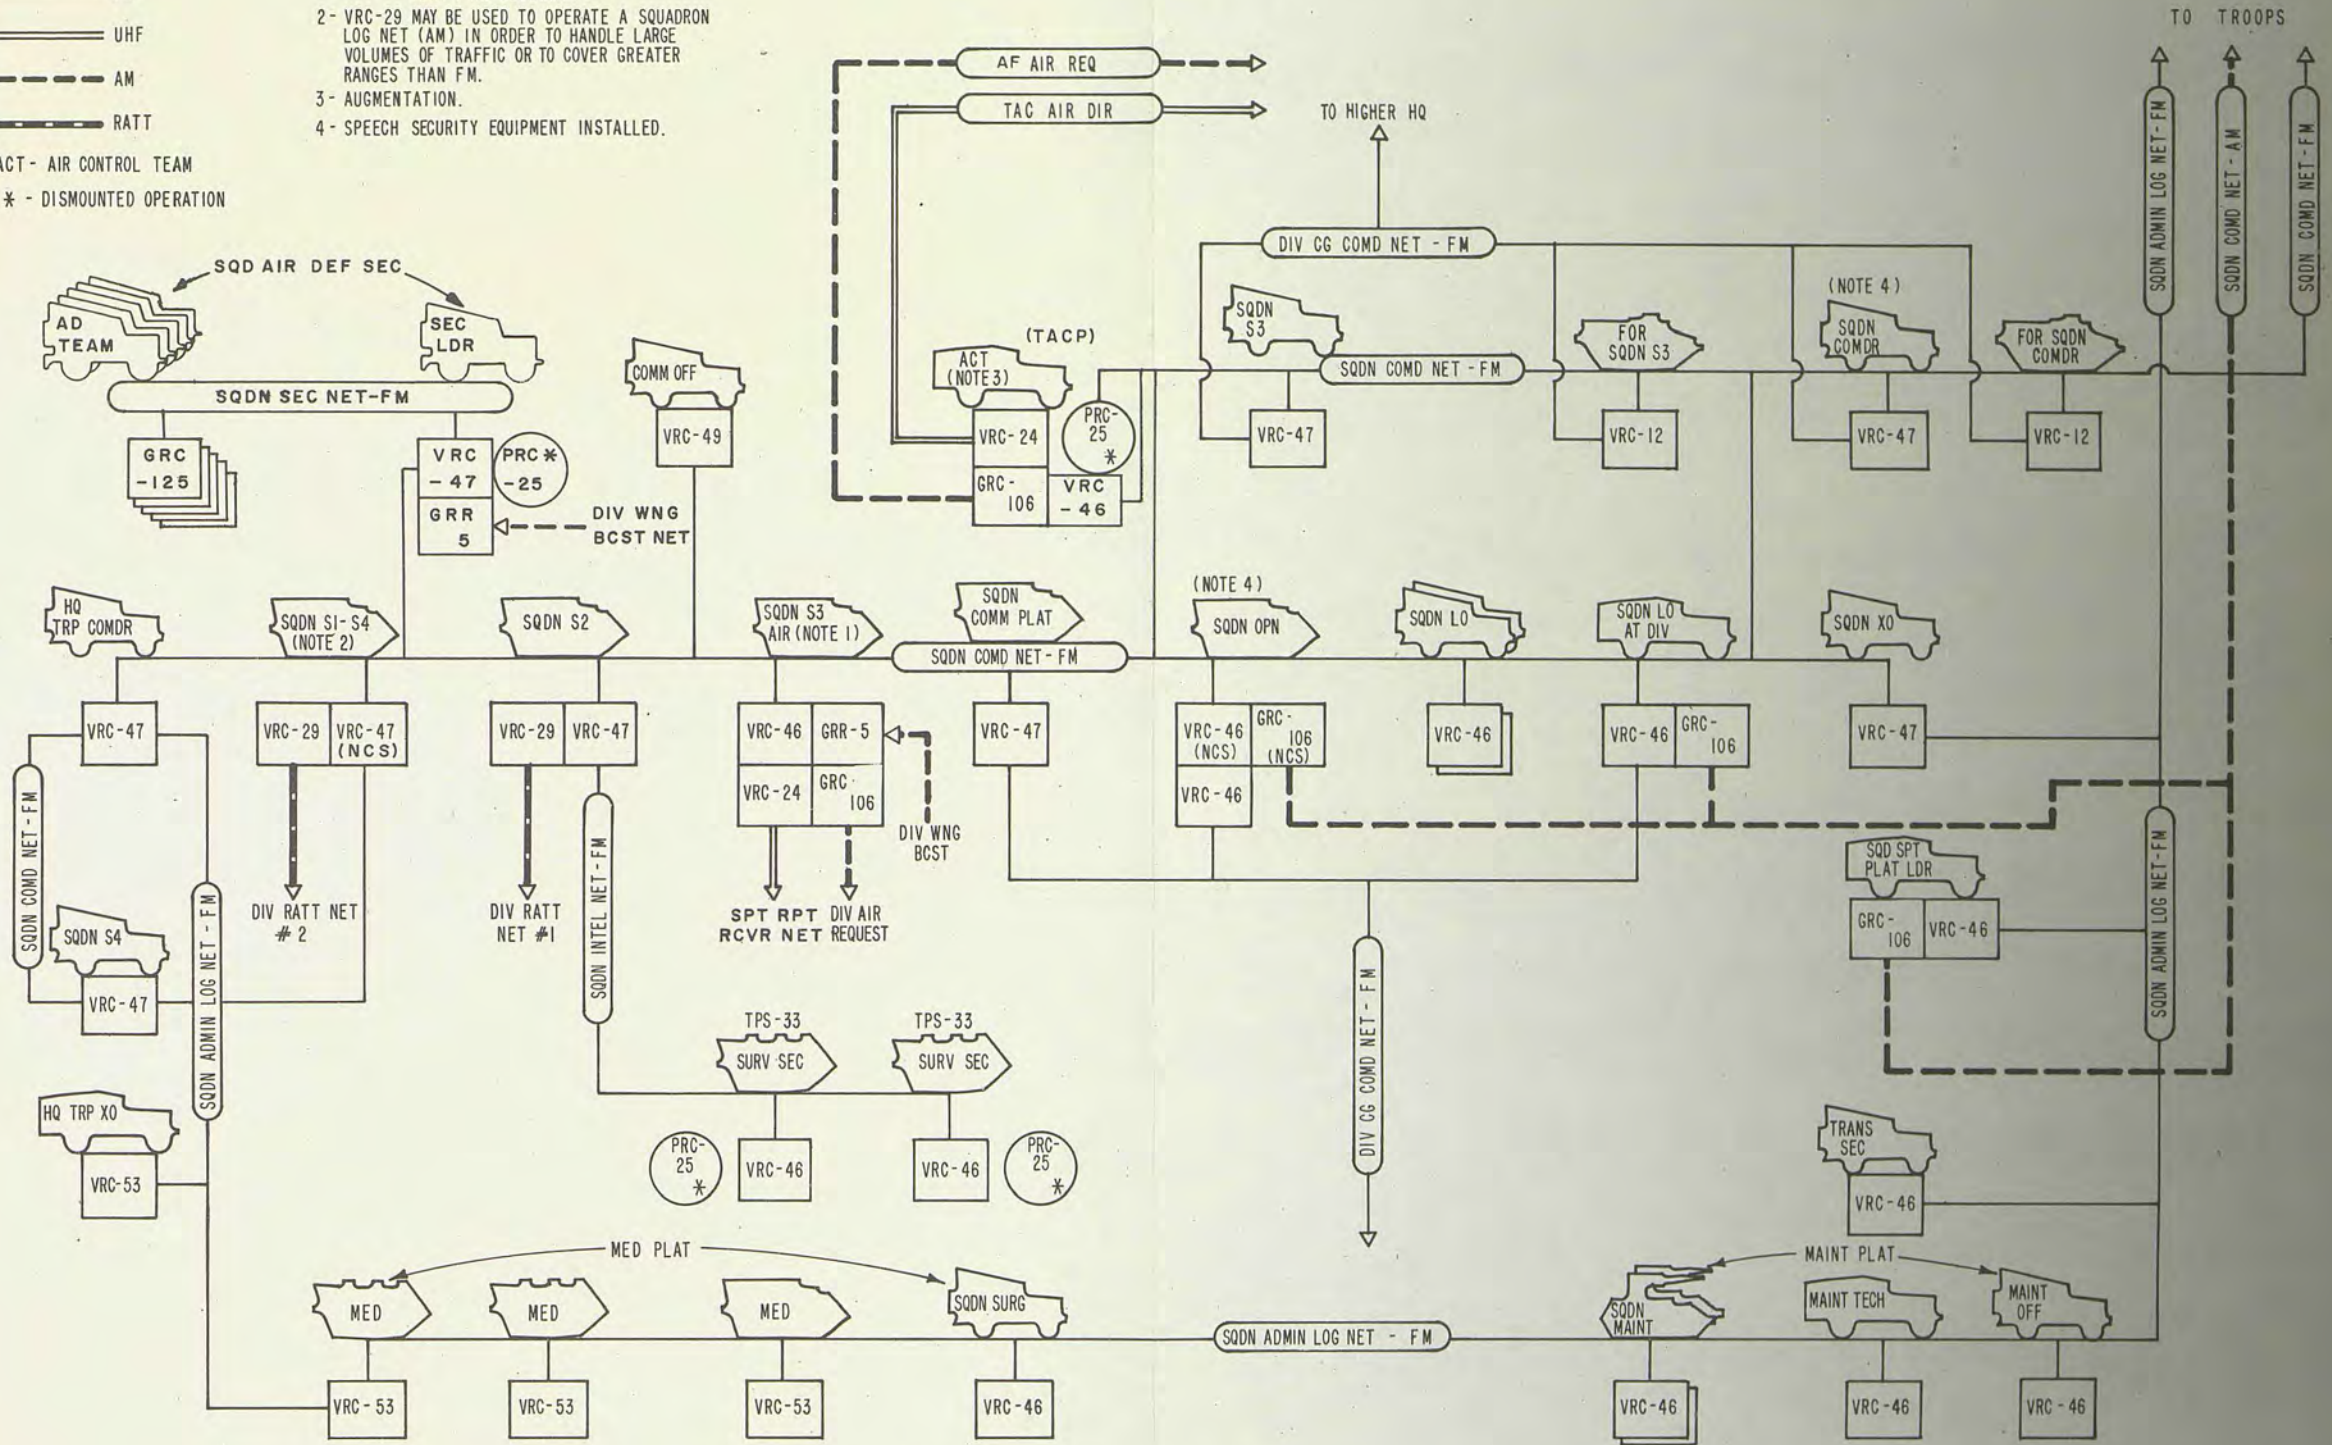 UHF
AM
RATT
ACT - AIR CONTROL TEAM
* - DISMOUNTED OPERATION
2 - VRC-29 MAY BE USED TO OPERATE A SQUADRON
LOG NET (AM) IN ORDER TO HANDLE LARGE
VOLUMES OF TRAFFIC OR TO COVER GREATER
RANGES THAN FM.
3 - AUGMENTATION.
4 - SPEECH SECURITY EQUIPMENT INSTALLED.
AF AIR REQ
TAC AIR DIR
TO HIGHER HQ
TO TROOPS
SQDN ADMIN LOG NET-FM
SQDN COMD NET-AM
SQDN COMD NET-FM
DIV CG COMD NET - FM
SQD AIR DEF SEC
AD
TEAM
SEC
LDR
SQDN SEC NET-FM
GRC
-125
VRC
-47
PRC*
-25
GRR
5
DIV WNG
BCST NET
COMM OFF
VRC-49
(TACP)
ACT
(NOTE 3)
VRC-24
GRC-
106
VRC
-46
PRC-
25
*
SQDN
S3
VRC-47
SQDN COMD NET - FM
FOR
SQDN S3
VRC-12
(NOTE 4)
SQDN
COMDR
VRC-47
FOR SQDN
COMDR
VRC-12
HQ
TRP COMDR
SQDN S1-S4
(NOTE 2)
SQDN S2
SQDN S3
AIR (NOTE 1)
SQDN
COMM PLAT
SQDN COMD NET - FM
(NOTE 4)
SQDN OPN
SQDN LO
SQDN LO
AT DIV
SQDN XO
VRC-47
VRC-29
VRC-47
(NCS)
VRC-29
VRC-47
VRC-46
GRR-5
VRC-24
GRC
106
DIV WNG
BCST
VRC-47
VRC-46
(NCS)
GRC-
106
(NCS)
VRC-46
VRC-46
VRC-46
GRC-
106
VRC-47
SQDN COMD NET-FM
SQDN ADMIN LOG NET - FM
SQDN S4
VRC-47
DIV RATT NET
#2
DIV RATT
NET #1
SQDN INTEL NET-FM
SPT RPT
RCVR NET
DIV AIR
REQUEST
DIV CG COMD NET - FM
SQD SPT
PLAT LDR
GRC-
106
VRC-46
SQDN ADMIN LOG NET-FM
TPS-33
SURV SEC
TPS-33
SURV SEC
PRC-
25
*
VRC-46
VRC-46
PRC-
25
*
HQ TRP XO
VRC-53
TRANS
SEC
VRC-46
MED PLAT
MED
MED
MED
SQDN SURG
SQDN ADMIN LOG NET - FM
MAINT PLAT
SQDN
MAINT
MAINT TECH
MAINT
OFF
VRC-53
VRC-53
VRC-53
VRC-46
VRC-46
VRC-46
VRC-46